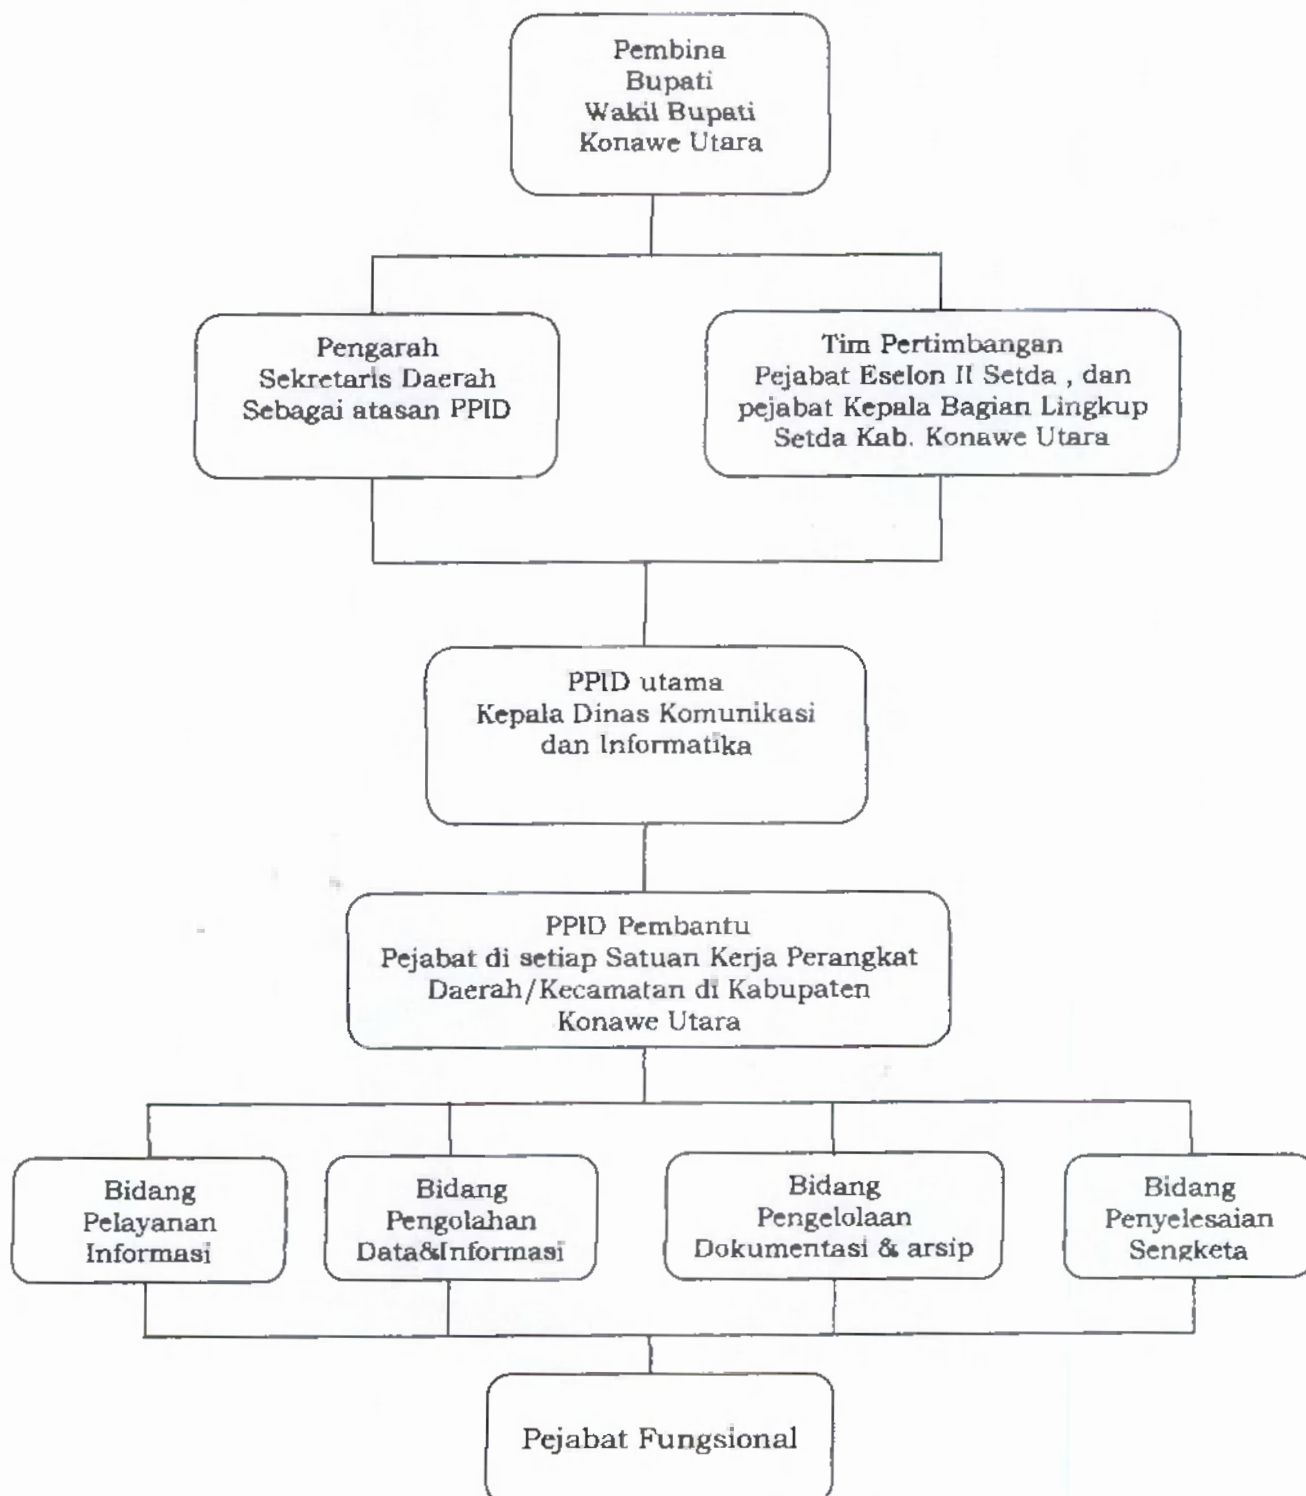 Pembina
Bupati
Wakil Bupati
Konawe Utara
Pengarah
Sekretaris Daerah
Sebagai atasan PPID
Tim Pertimbangan
Pejabat Eselon II Setda , dan
pejabat Kepala Bagian Lingkup
Setda Kab. Konawe Utara
PPID utama
Kepala Dinas Komunikasi
dan Informatika
PPID Pembantu
Pejabat di setiap Satuan Kerja Perangkat
Daerah/Kecamatan di Kabupaten
Konawe Utara
Bidang
Pelayanan
Informasi
Bidang
Pengolahan
Data&Informasi
Bidang
Pengelolaan
Dokumentasi & arsip
Bidang
Penyelesaian
Sengketa
Pejabat Fungsional